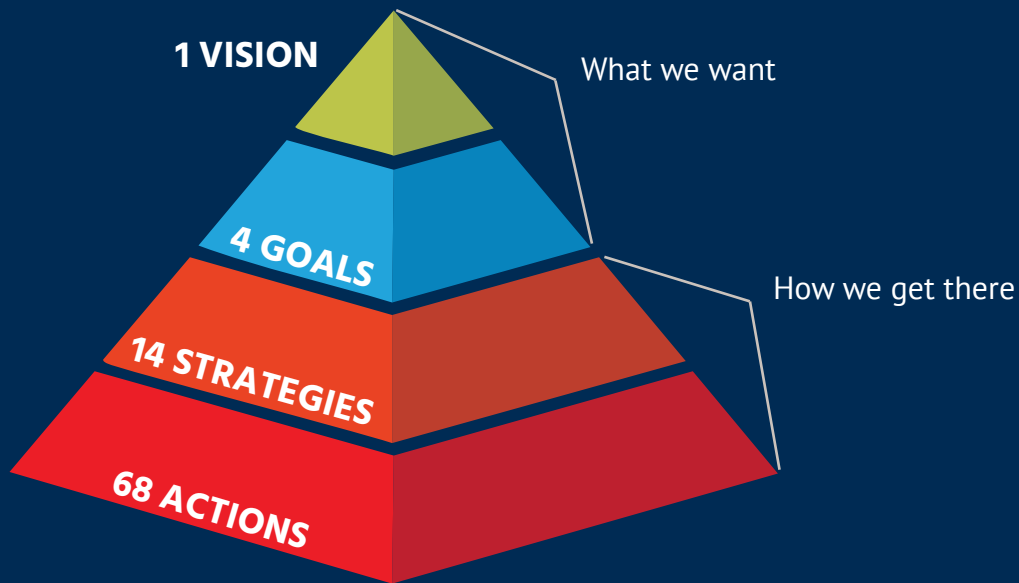 1 VISION
What we want
4 GOALS
How we get there
14 STRATEGIES
68 ACTIONS